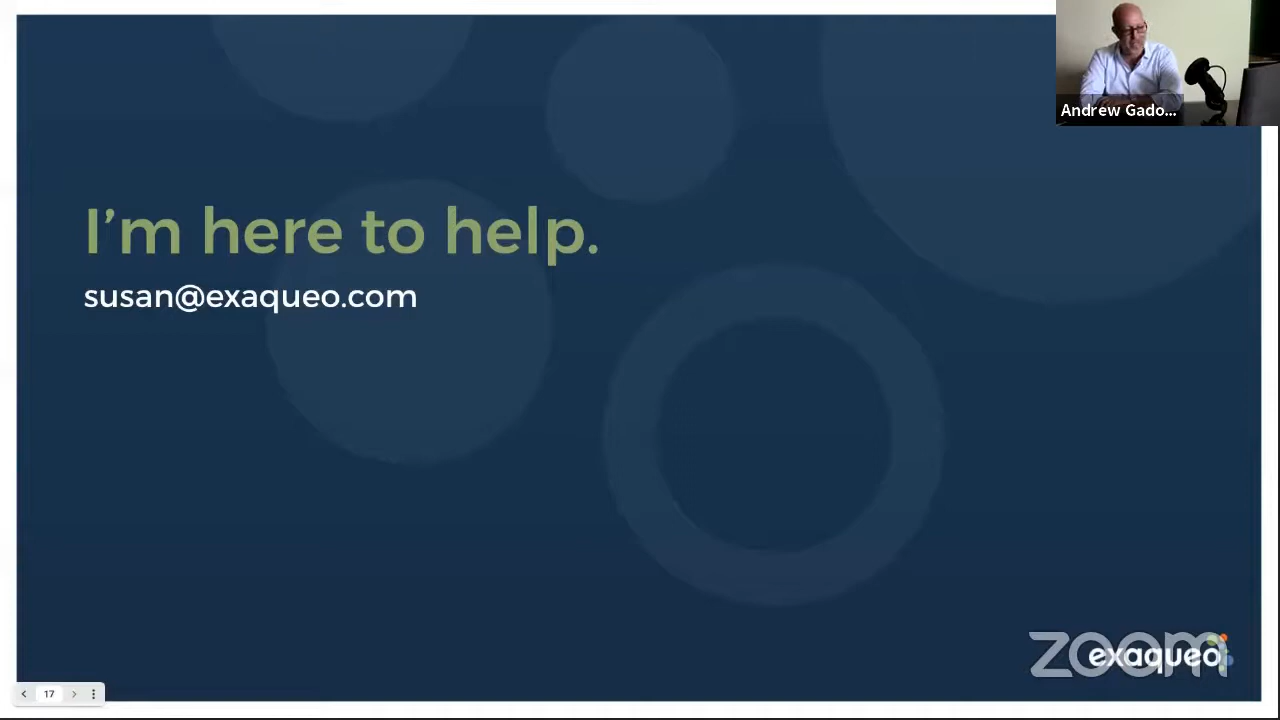 Andrew Gado...
I'm here to help.
susan@exaqueo.com
zoom
exaqueo
17